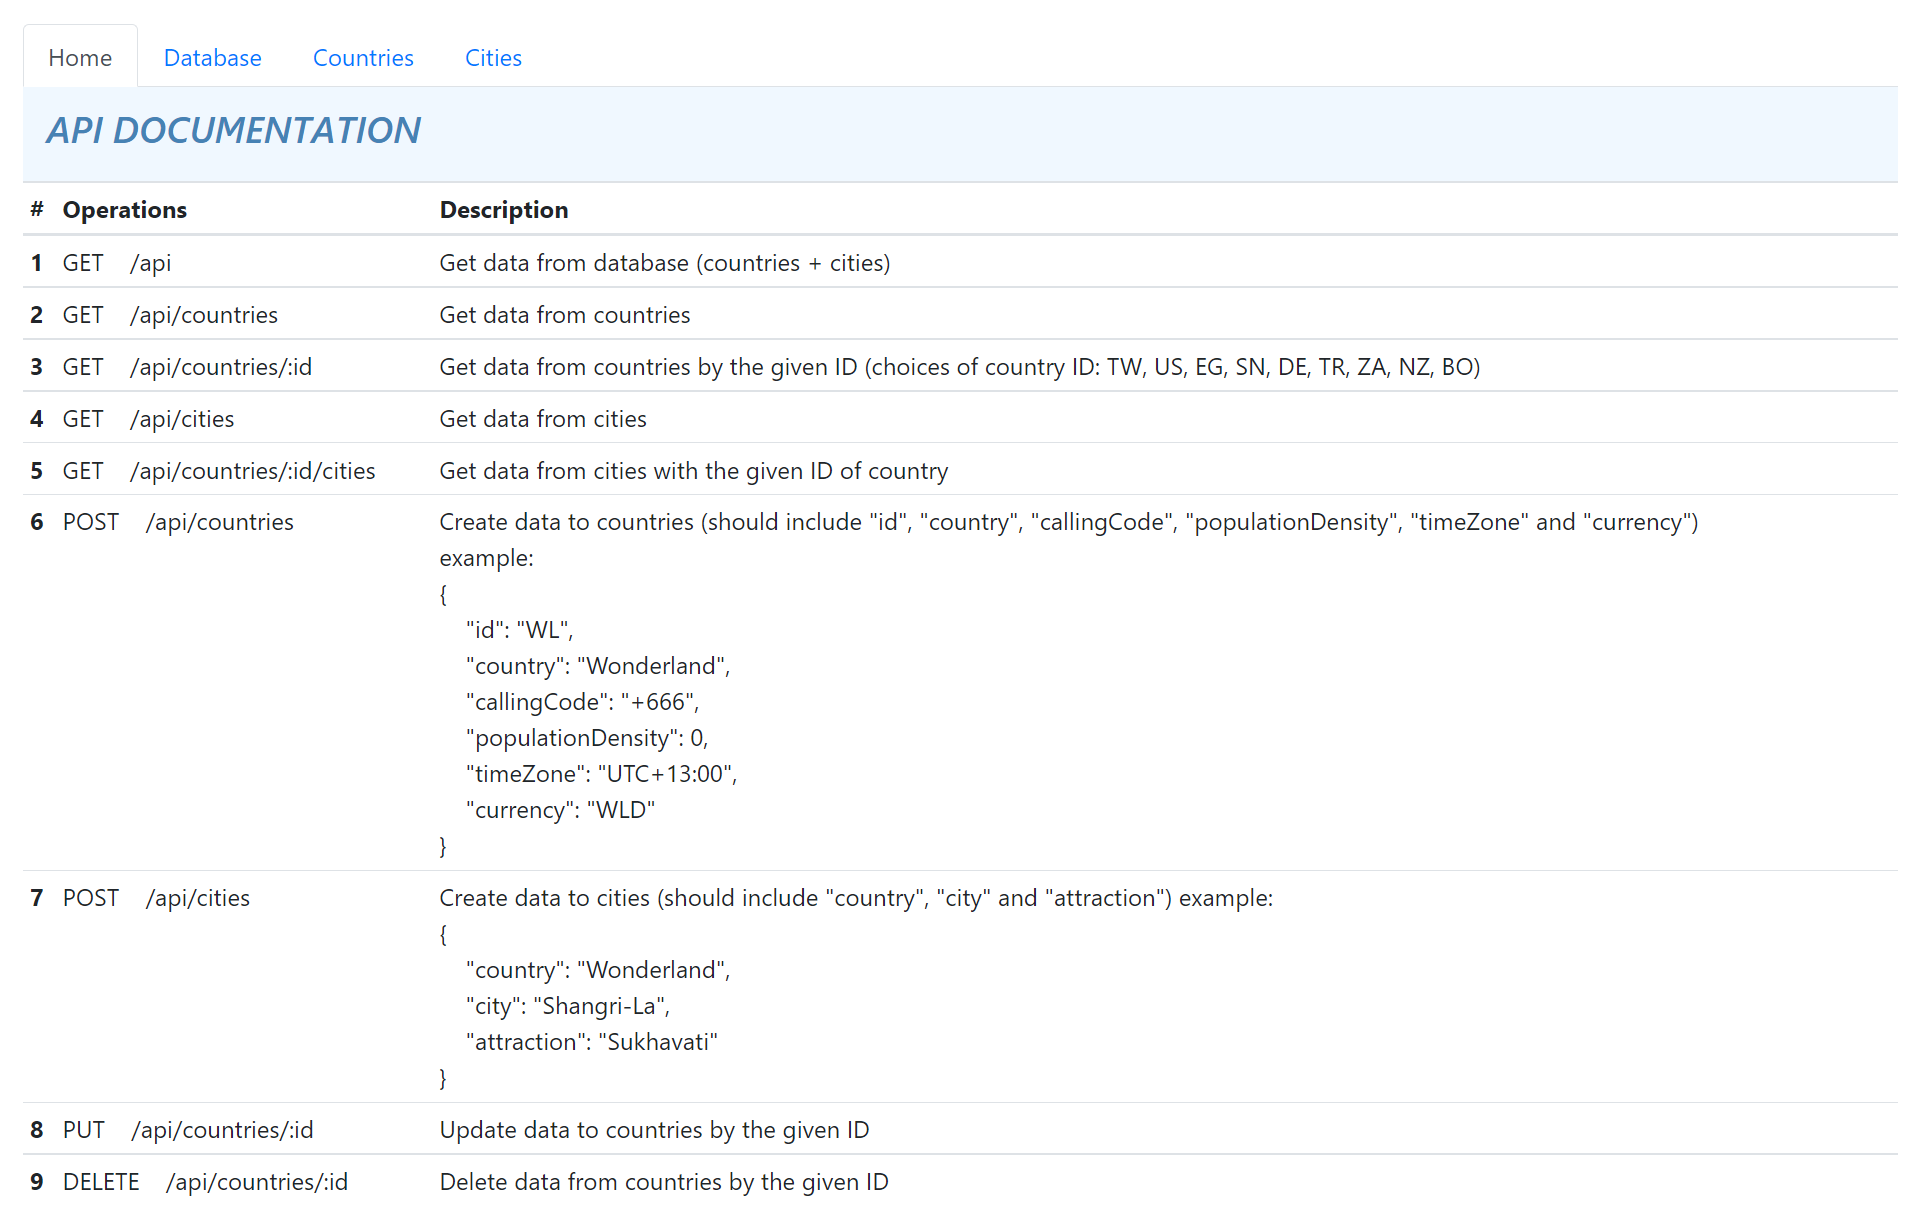 Home Database Countries Cities
API DOCUMENTATION
# Operations Description
1 GET /api Get data from database (countries + cities)
2 GET /api/countries Get data from countries
3 GET /api/countries/:id Get data from countries by the given ID (choices of country ID: TW, US, EG, SN, DE, TR, ZA, NZ, BO)
4 GET /api/cities Get data from cities
5 GET /api/countries/:id/cities Get data from cities with the given ID of country
6 POST /api/countries Create data to countries (should include "id", "country", "callingCode", "populationDensity", "timeZone" and "currency")
example:
{
"id": "WL",
"country": "Wonderland",
"callingCode": "+666",
"populationDensity": 0,
"timeZone": "UTC+13:00",
"currency": "WLD"
}
7 POST /api/cities Create data to cities (should include "country", "city" and "attraction") example:
{
"country": "Wonderland",
"city": "Shangri-La",
"attraction": "Sukhavati"
}
8 PUT /api/countries/:id Update data to countries by the given ID
9 DELETE /api/countries/:id Delete data from countries by the given ID